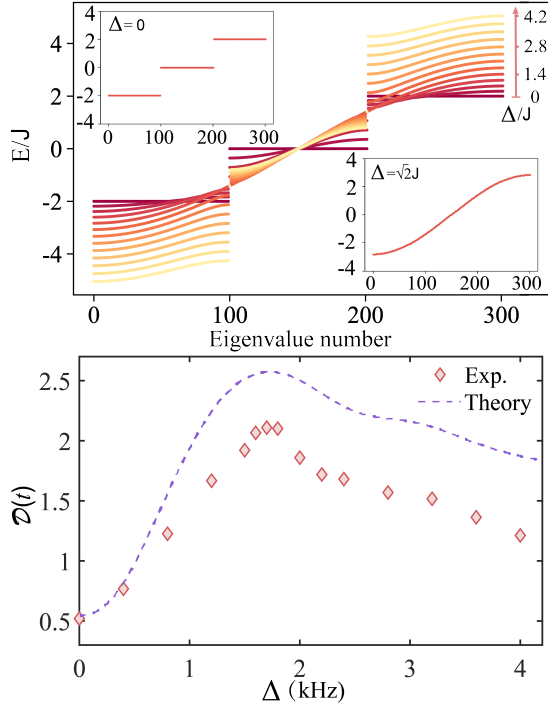 Δ= 0
4
2
0
-2
-4
0 100 200 300
4.2
2.8
1.4
0
Δ/J
E/J
4
2
0
-2
-4
Δ=√2J
4
2
0
-2
-4
0 100 200 300
0 100 200 300
Eigenvalue number
2.5
2
1.5
1
0.5
𝒟(t)
Exp.
Theory
0 1 2 3 4
Δ (kHz)